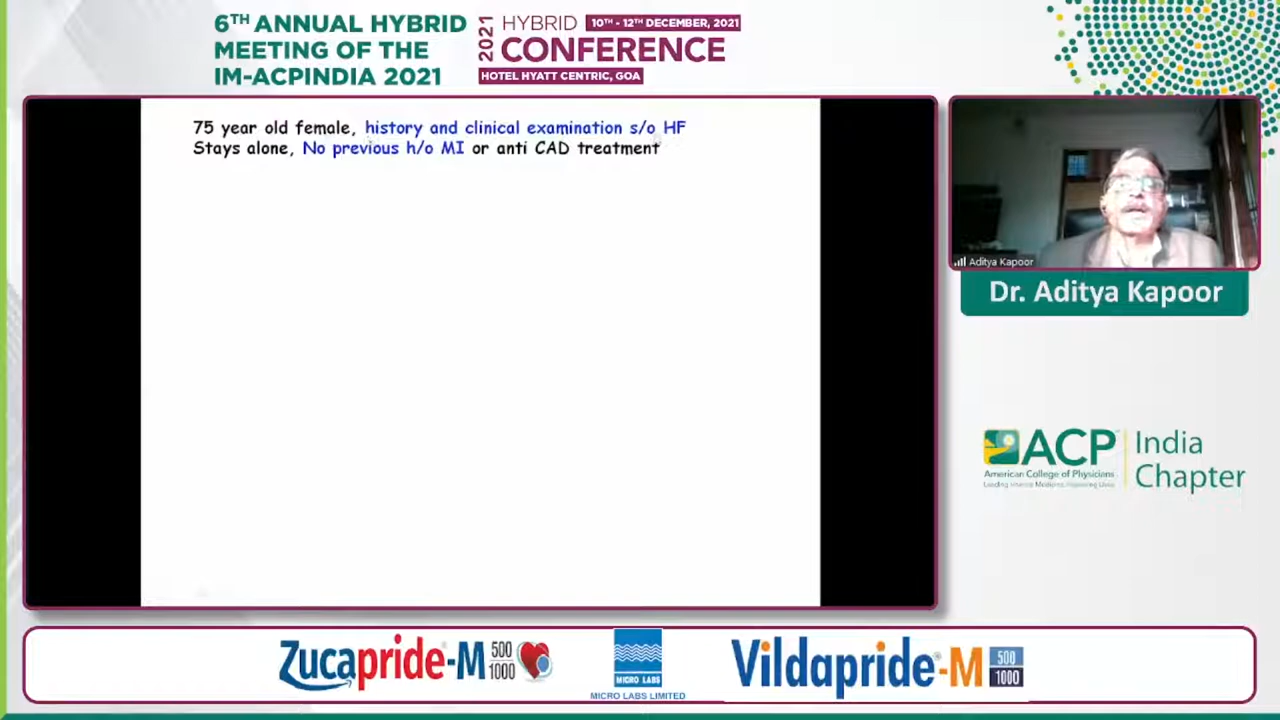 6TH ANNUAL HYBRID
MEETING OF THE
IM-ACPINDIA 2021
2021
HYBRID 10TH - 12TH DECEMBER, 2021
CONFERENCE
HOTEL HYATT CENTRIC, GOA
75 year old female, history and clinical examination s/o HF
Stays alone, No previous h/o MI or anti CAD treatment
Aditya Kapoor
Dr. Aditya Kapoor
ACP
American College of Physicians
India
Chapter
Zucapride-M 500
1000
MICRO LABS
MICRO LABS LIMITED
Vildapride-M 500
1000